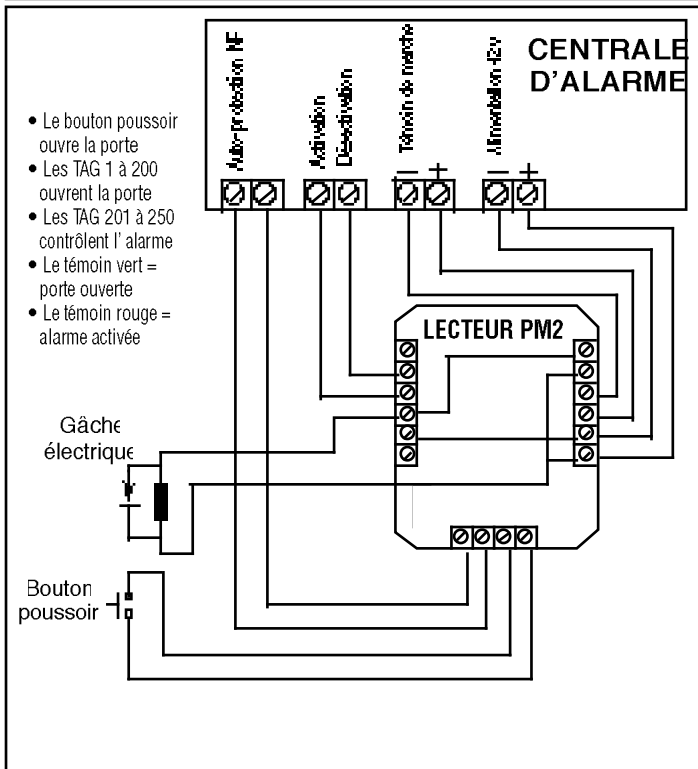 CENTRALE
D'ALARME
Auto-protection NF
Activation
Désactivation
Témoin de marche
Alimentation 12v
− +
− +
• Le bouton poussoir
ouvre la porte
• Les TAG 1 à 200
ouvrent la porte
• Les TAG 201 à 250
contrôlent l' alarme
• Le témoin vert =
porte ouverte
• Le témoin rouge =
alarme activée
LECTEUR PM2
Gâche
électrique
Bouton
poussoir